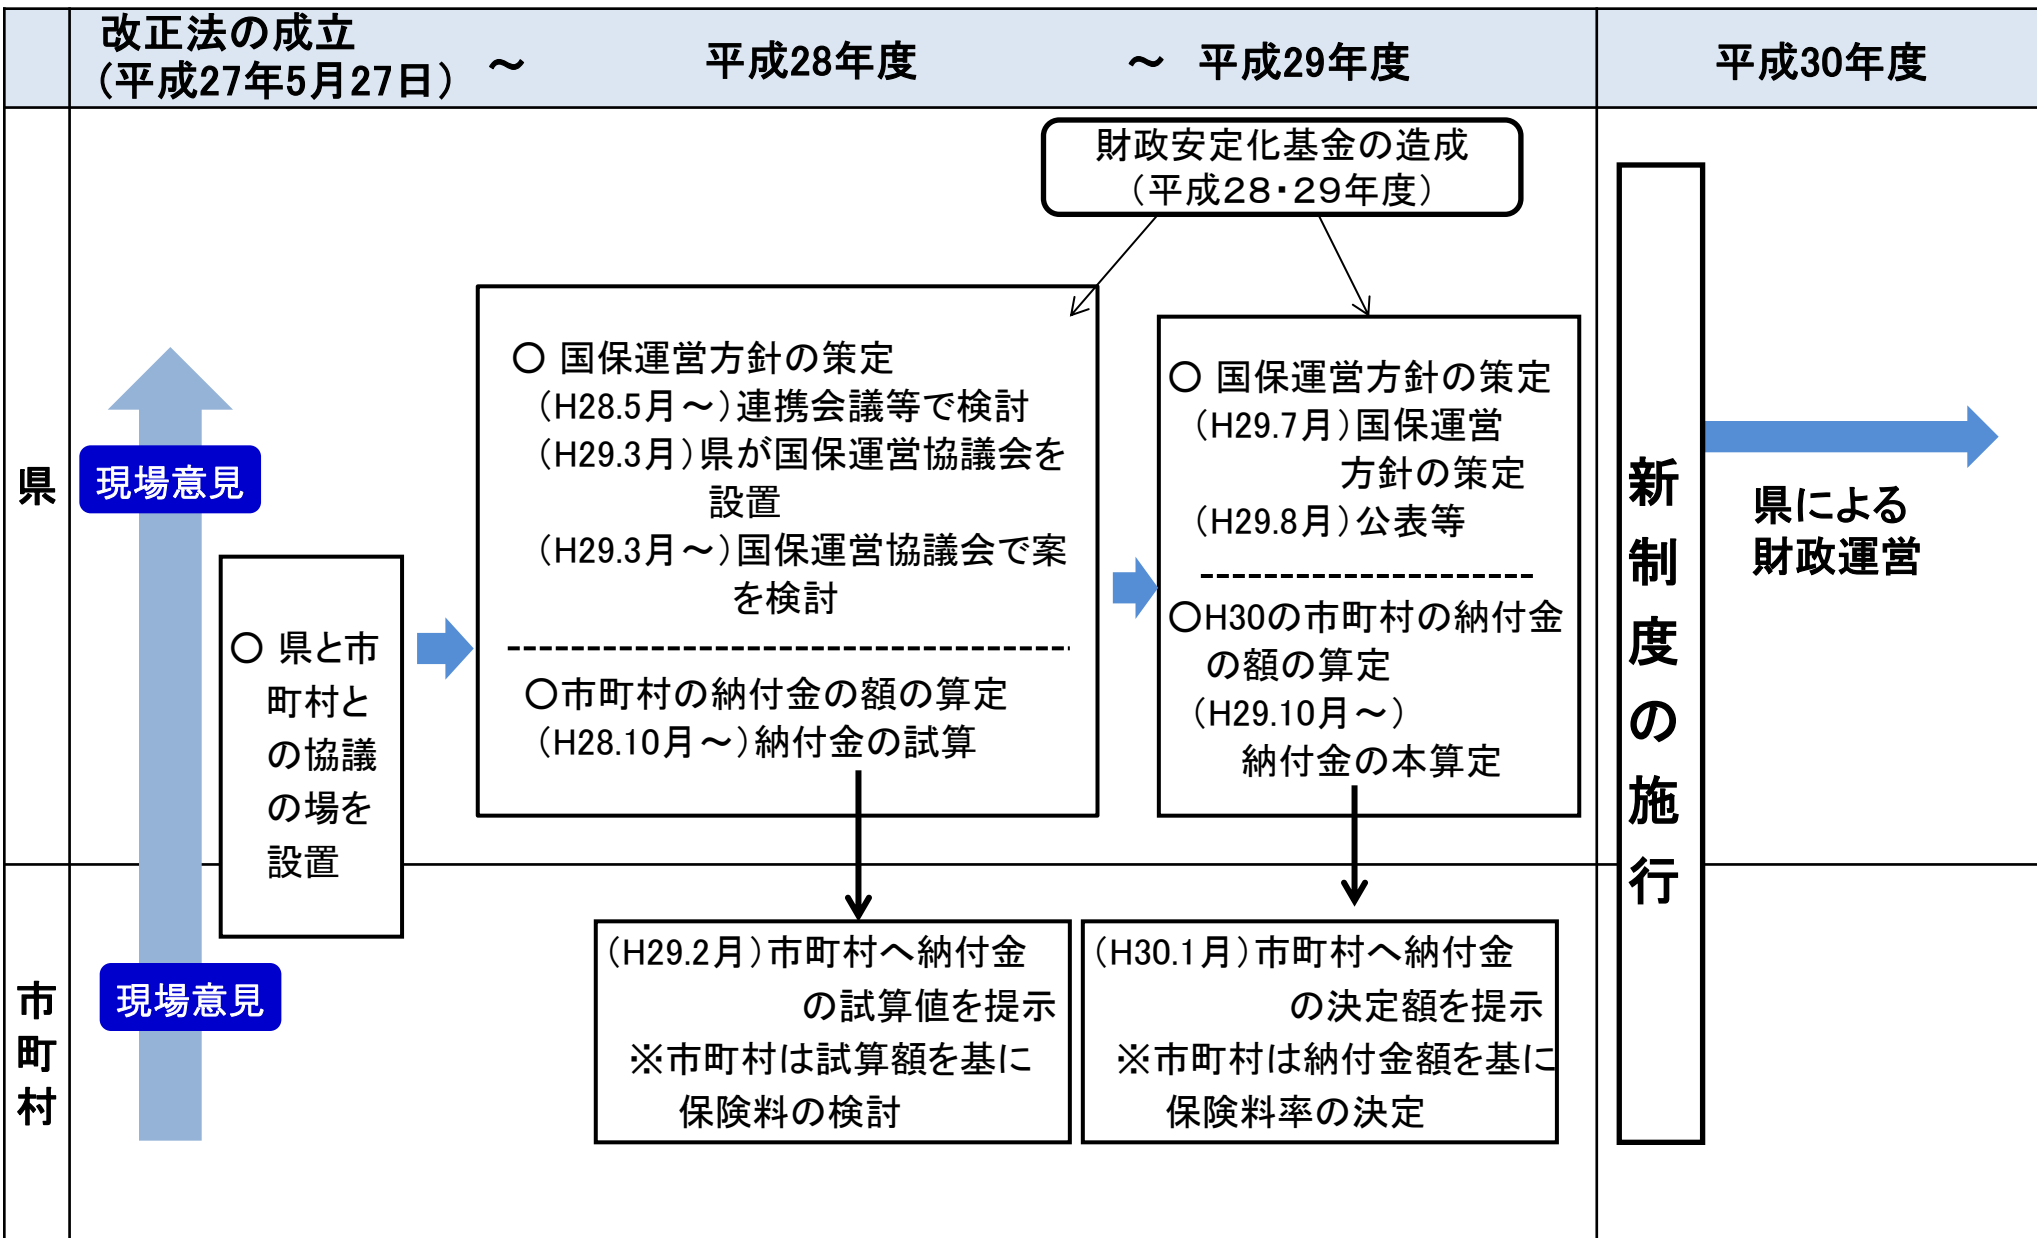 改正法の成立
(平成27年5月27日)
～
平成28年度
～
平成29年度
平成30年度
財政安定化基金の造成
(平成28・29年度)
県
現場意見
○ 県と市
町村と
の協議
の場を
設置
○ 国保運営方針の策定
(H28.5月～)連携会議等で検討
(H29.3月)県が国保運営協議会を
設置
(H29.3月～)国保運営協議会で案
を検討
○市町村の納付金の額の算定
(H28.10月～)納付金の試算
○ 国保運営方針の策定
(H29.7月)国保運営
方針の策定
(H29.8月)公表等
○H30の市町村の納付金
の額の算定
(H29.10月～)
納付金の本算定
新制度の施行
県による
財政運営
市町村
現場意見
(H29.2月)市町村へ納付金
の試算値を提示
※市町村は試算額を基に
保険料の検討
(H30.1月)市町村へ納付金
の決定額を提示
※市町村は納付金額を基に
保険料率の決定